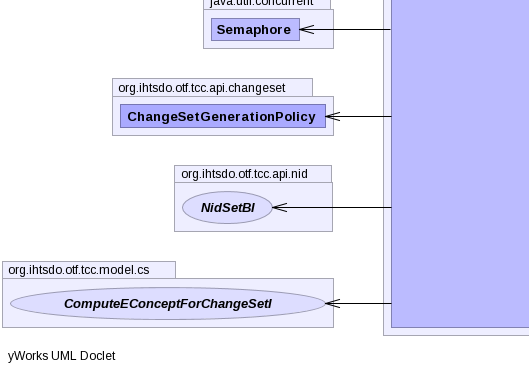 java.util.concurrent
Semaphore
org.ihtsdo.otf.tcc.api.changeset
ChangeSetGenerationPolicy
org.ihtsdo.otf.tcc.api.nid
NidSetBI
org.ihtsdo.otf.tcc.model.cs
ComputeEConceptForChangeSetI
yWorks UML Doclet